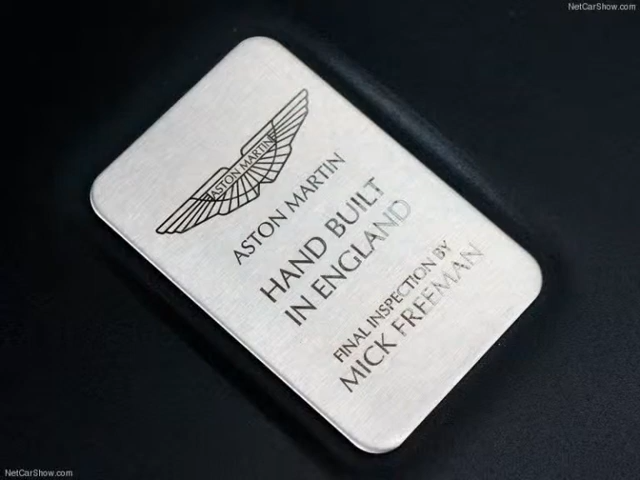 NetCarShow.com
ASTON MARTIN
ASTON MARTIN
HAND BUILT
IN ENGLAND
FINAL INSPECTION BY
MICK FREEMAN
NetCarShow.com